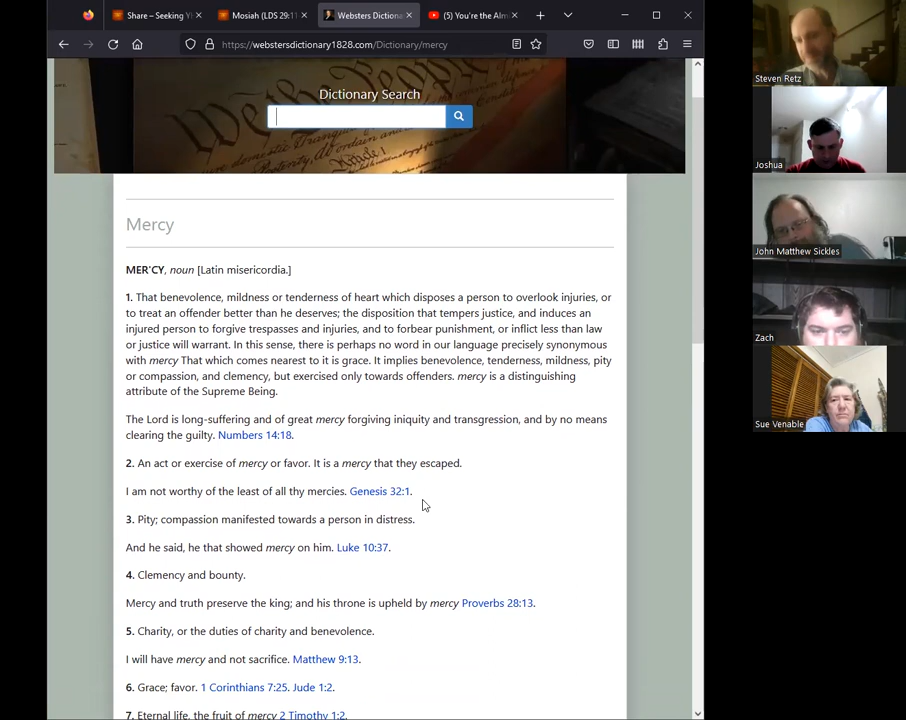 Share – Seeking Y
Mosiah (LDS 29:11
Websters Dictiona
(5) You're the Alm
https://webstersdictionary1828.com/Dictionary/mercy
Dictionary Search
Mercy
MER'CY, noun [Latin misericordia.]
1. That benevolence, mildness or tenderness of heart which disposes a person to overlook injuries, or
to treat an offender better than he deserves; the disposition that tempers justice, and induces an
injured person to forgive trespasses and injuries, and to forbear punishment, or inflict less than law
or justice will warrant. In this sense, there is perhaps no word in our language precisely synonymous
with mercy That which comes nearest to it is grace. It implies benevolence, tenderness, mildness, pity
or compassion, and clemency, but exercised only towards offenders. mercy is a distinguishing
attribute of the Supreme Being.
The Lord is long-suffering and of great mercy forgiving iniquity and transgression, and by no means
clearing the guilty. Numbers 14:18.
2. An act or exercise of mercy or favor. It is a mercy that they escaped.
I am not worthy of the least of all thy mercies. Genesis 32:1.
3. Pity; compassion manifested towards a person in distress.
And he said, he that showed mercy on him. Luke 10:37.
4. Clemency and bounty.
Mercy and truth preserve the king; and his throne is upheld by mercy Proverbs 28:13.
5. Charity, or the duties of charity and benevolence.
I will have mercy and not sacrifice. Matthew 9:13.
6. Grace; favor. 1 Corinthians 7:25. Jude 1:2.
7. Eternal life, the fruit of mercy 2 Timothy 1:2.
Steven Retz
Joshua
John Matthew Sickles
Zach
Sue Venable